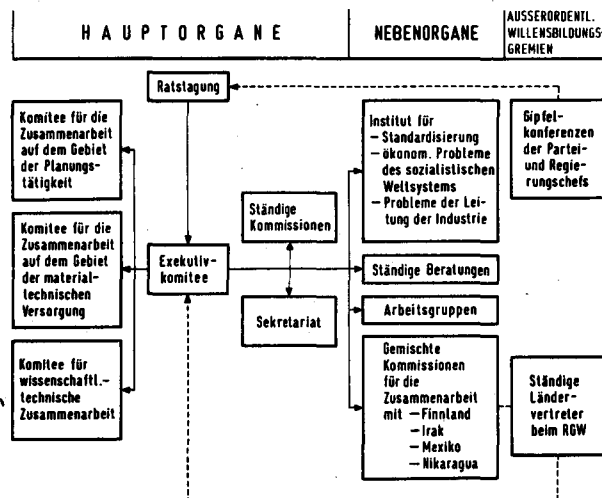 HAUPTORGANE
NEBENORGANE
AUSSERORDENTL.
WILLENSBILDUNGS-
GREMIEN
Ratstagung
Komitee für die
Zusammenarbeit
auf dem Gebiet
der Planungs-
tätigkeit
Komitee für die
Zusammenarbeit
auf dem Gebiet
der material-
technischen
Versorgung
Komitee für
wissenschaftl.-
technische
Zusammenarbeit
Exekutiv-
komitee
Ständige
Kommissionen
Sekretariat
Institut für
– Standardisierung
– ökonom. Probleme
des sozialistischen
Weltsystems
– Probleme der Lei-
tung der Industrie
Ständige Beratungen
Arbeitsgruppen
Gemischte
Kommissionen
für die
Zusammenarbeit
mit – Finnland
– Irak
– Mexiko
– Nikaragua
Gipfel-
konferenzen
der Partei-
und Regie-
rungschefs
Ständige
Länder-
vertreter
beim RGW